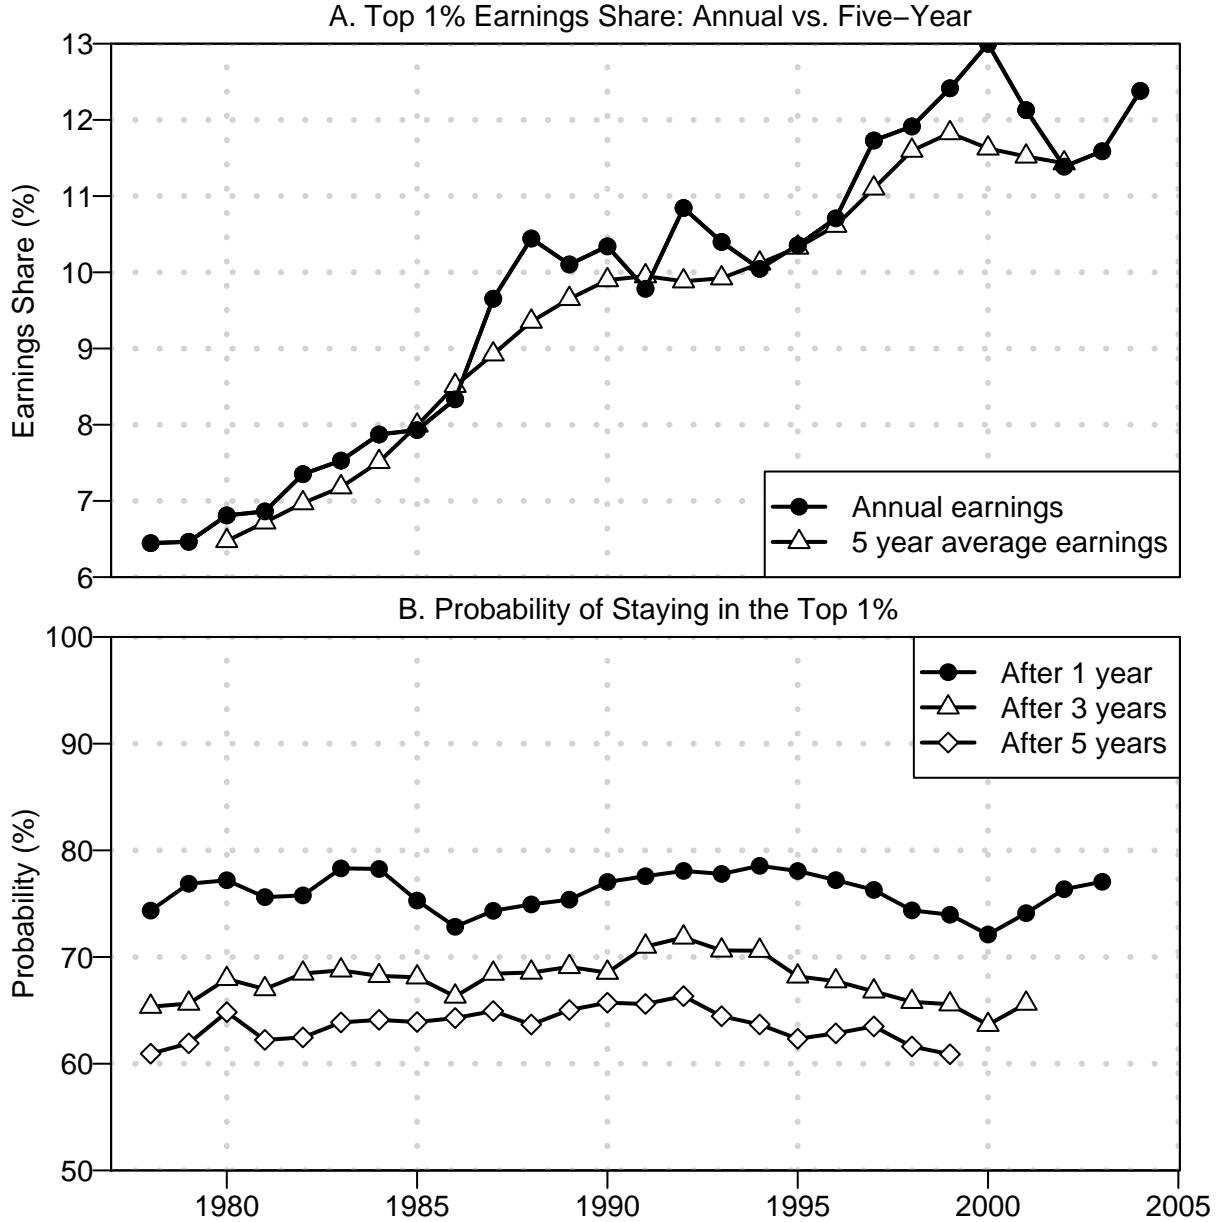 A. Top 1% Earnings Share: Annual vs. Five−Year
13
12
11
10
9
8
7
6
Earnings Share (%)
Annual earnings
5 year average earnings
B. Probability of Staying in the Top 1%
100
90
80
70
60
50
Probability (%)
After 1 year
After 3 years
After 5 years
1980 1985 1990 1995 2000 2005